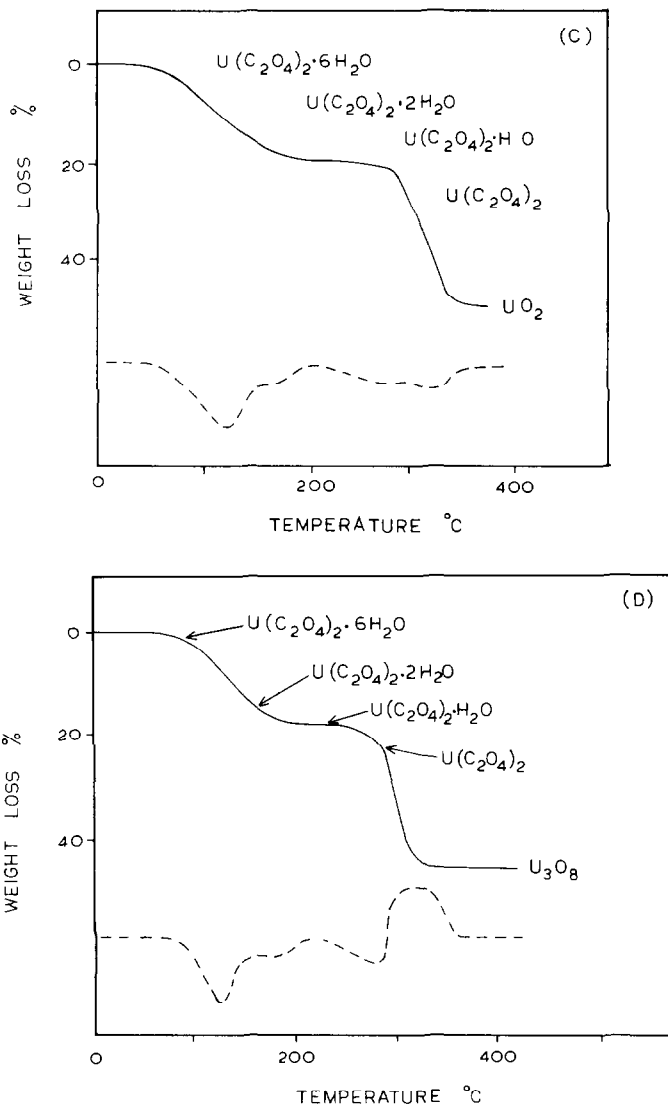 (C)
0
U(C₂O₄)₂·6H₂O
U(C₂O₄)₂·2H₂O
U(C₂O₄)₂·H O
20
U(C₂O₄)₂
40
UO₂
WEIGHT LOSS %
0 200 400
TEMPERATURE °C
(D)
0
U(C₂O₄)₂·6H₂O
U(C₂O₄)₂·2H₂O
U(C₂O₄)₂·H₂O
20
U(C₂O₄)₂
40
U₃O₈
WEIGHT LOSS %
0 200 400
TEMPERATURE °C